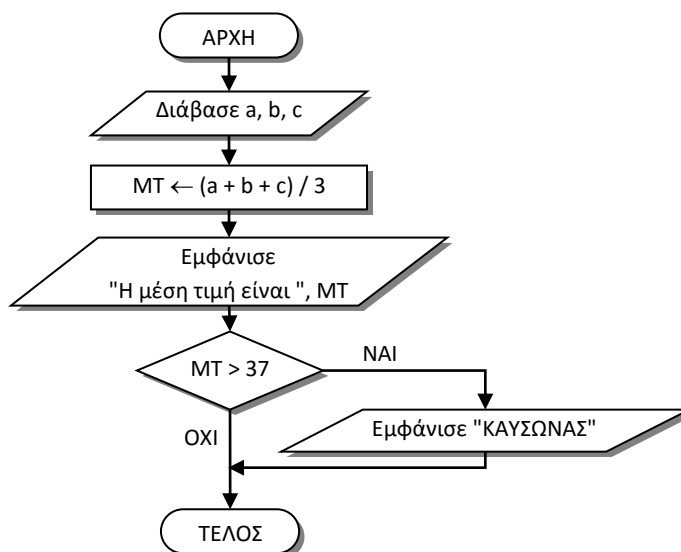 ΑΡΧΗ
Διάβασε a, b, c
ΜΤ ← (a + b + c) / 3
Εμφάνισε
"Η μέση τιμή είναι ", ΜΤ
ΜΤ > 37
ΝΑΙ
Εμφάνισε "ΚΑΥΣΩΝΑΣ"
ΟΧΙ
ΤΕΛΟΣ